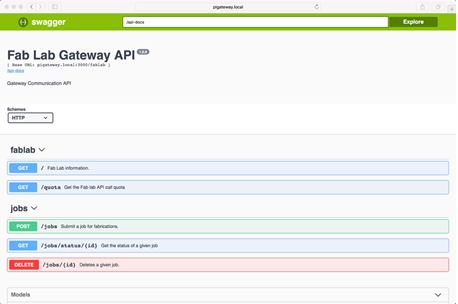 pigateway.local
swagger
/api-docs
Explore
Fab Lab Gateway API
[ Base URL: pigateway.local:3000/fablab ]
/api-docs
Gateway Communication API
Schemes
HTTP
fablab
GET / Fab Lab information.
GET /quota Get the Fab lab API call quota
jobs
POST /jobs Submit a job for fabrications.
GET /jobs/status/{id} Get the status of a given job
DELETE /jobs/{id} Deletes a given job.
Models